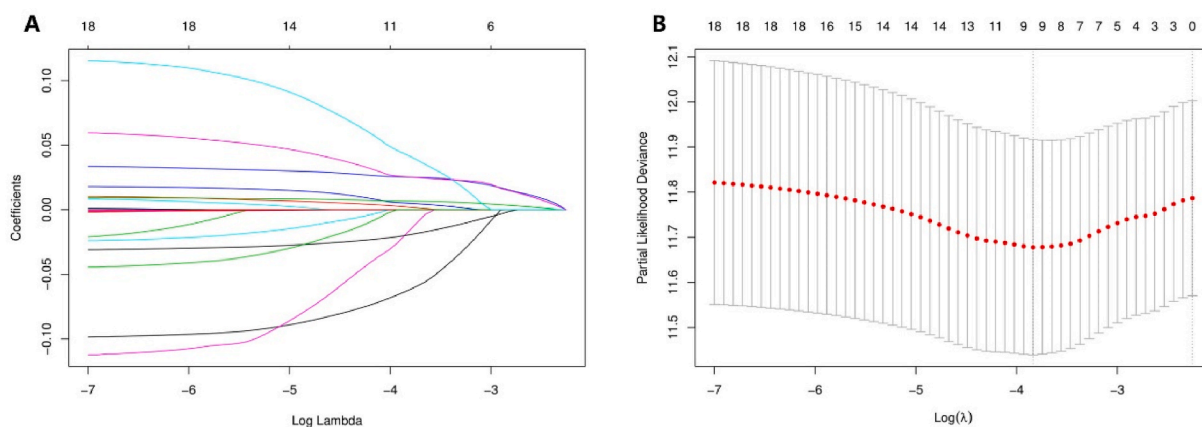 A
18 18 14 11 6
Coefficients
0.10
0.05
0.00
−0.05
−0.10
−7 −6 −5 −4 −3
Log Lambda
B
18 18 18 18 16 15 14 14 14 13 11 9 9 8 7 7 5 4 3 3 0
Partial Likelihood Deviance
12.1
12.0
11.9
11.8
11.7
11.6
11.5
−7 −6 −5 −4 −3
Log(λ)